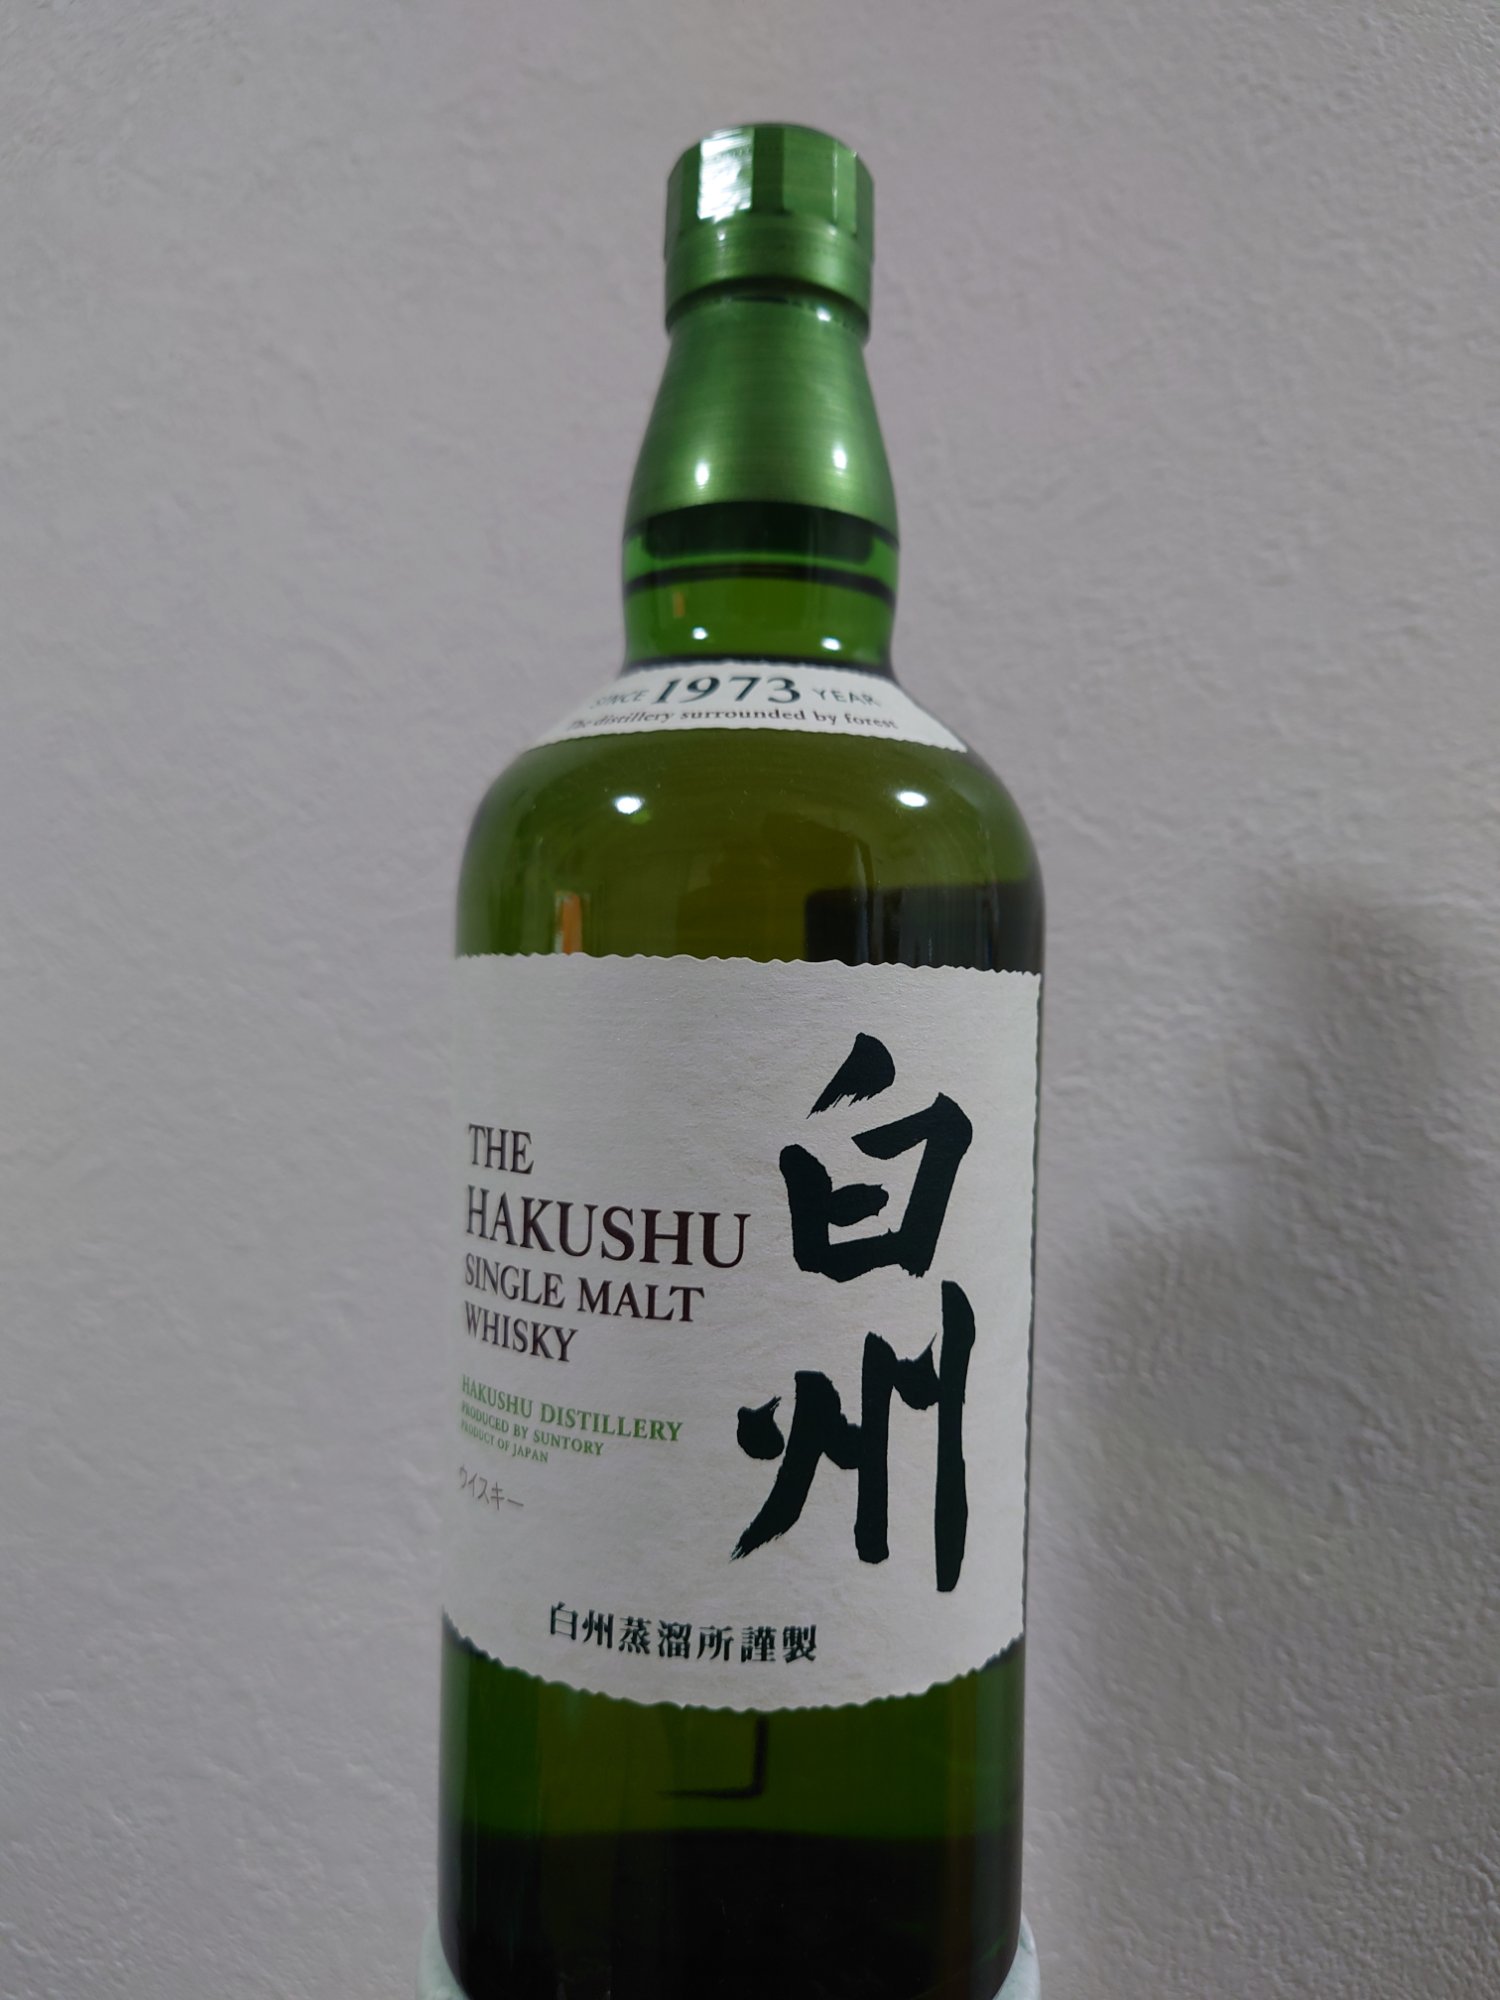 SINCE 1973 YEAR
The distillery surrounded by forest
THE
HAKUSHU
SINGLE MALT
WHISKY
白州
HAKUSHU DISTILLERY
PRODUCED BY SUNTORY
PRODUCT OF JAPAN
ウイスキー
白州蒸溜所謹製